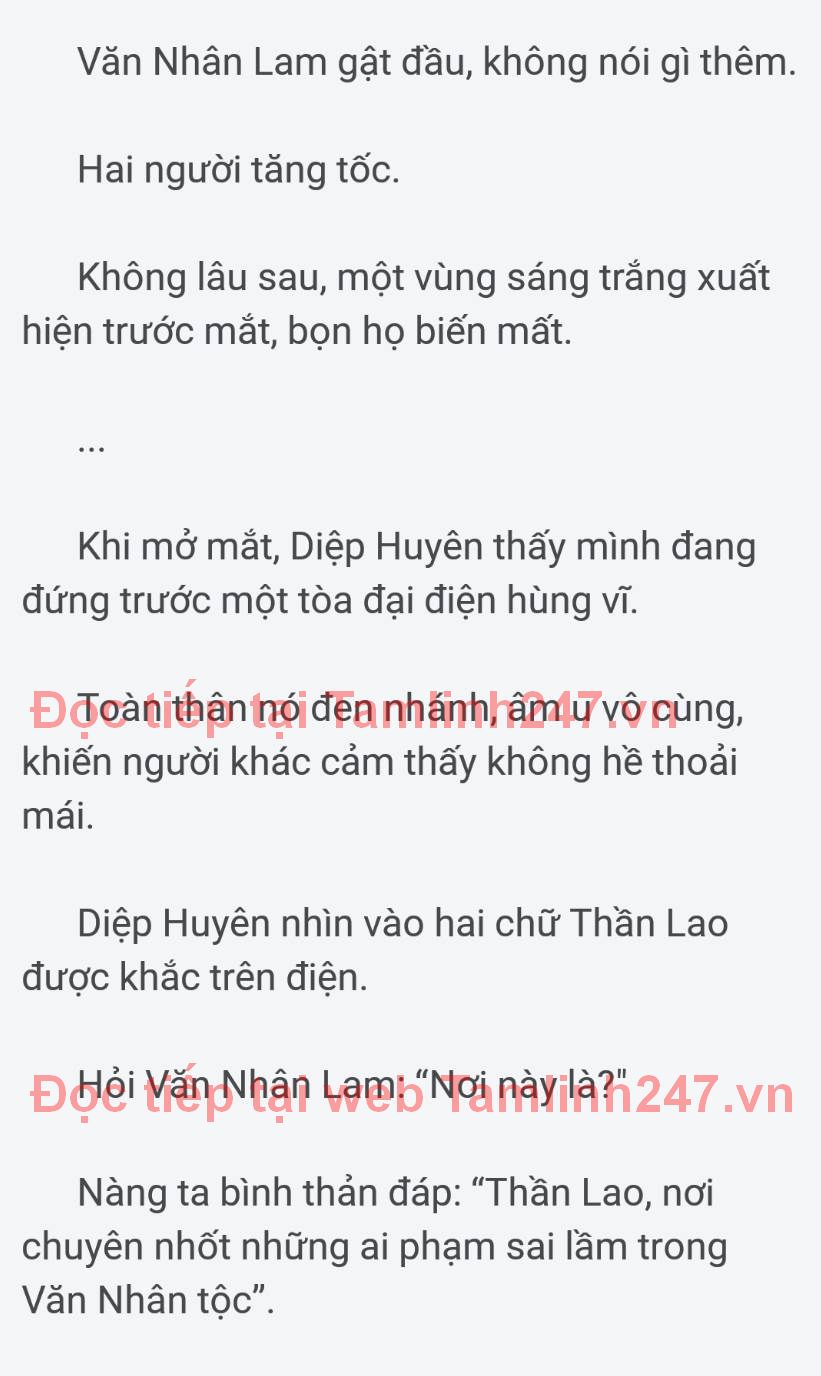 Văn Nhân Lam gật đầu, không nói gì thêm.
Hai người tăng tốc.
Không lâu sau, một vùng sáng trắng xuất
hiện trước mắt, bọn họ biến mất.
...
Khi mở mắt, Diệp Huyên thấy mình đang
đứng trước một tòa đại điện hùng vĩ.
Toàn thân nó đen nhánh, âm u vô cùng,
Đọc tiếp tại Tamlinh247.vn
khiến người khác cảm thấy không hề thoải
mái.
Diệp Huyên nhìn vào hai chữ Thần Lao
được khắc trên điện.
Hỏi Văn Nhân Lam: “Nơi này là?"
Đọc tiếp tại web Tamlinh247.vn
Nàng ta bình thản đáp: “Thần Lao, nơi
chuyên nhốt những ai phạm sai lầm trong
Văn Nhân tộc”.